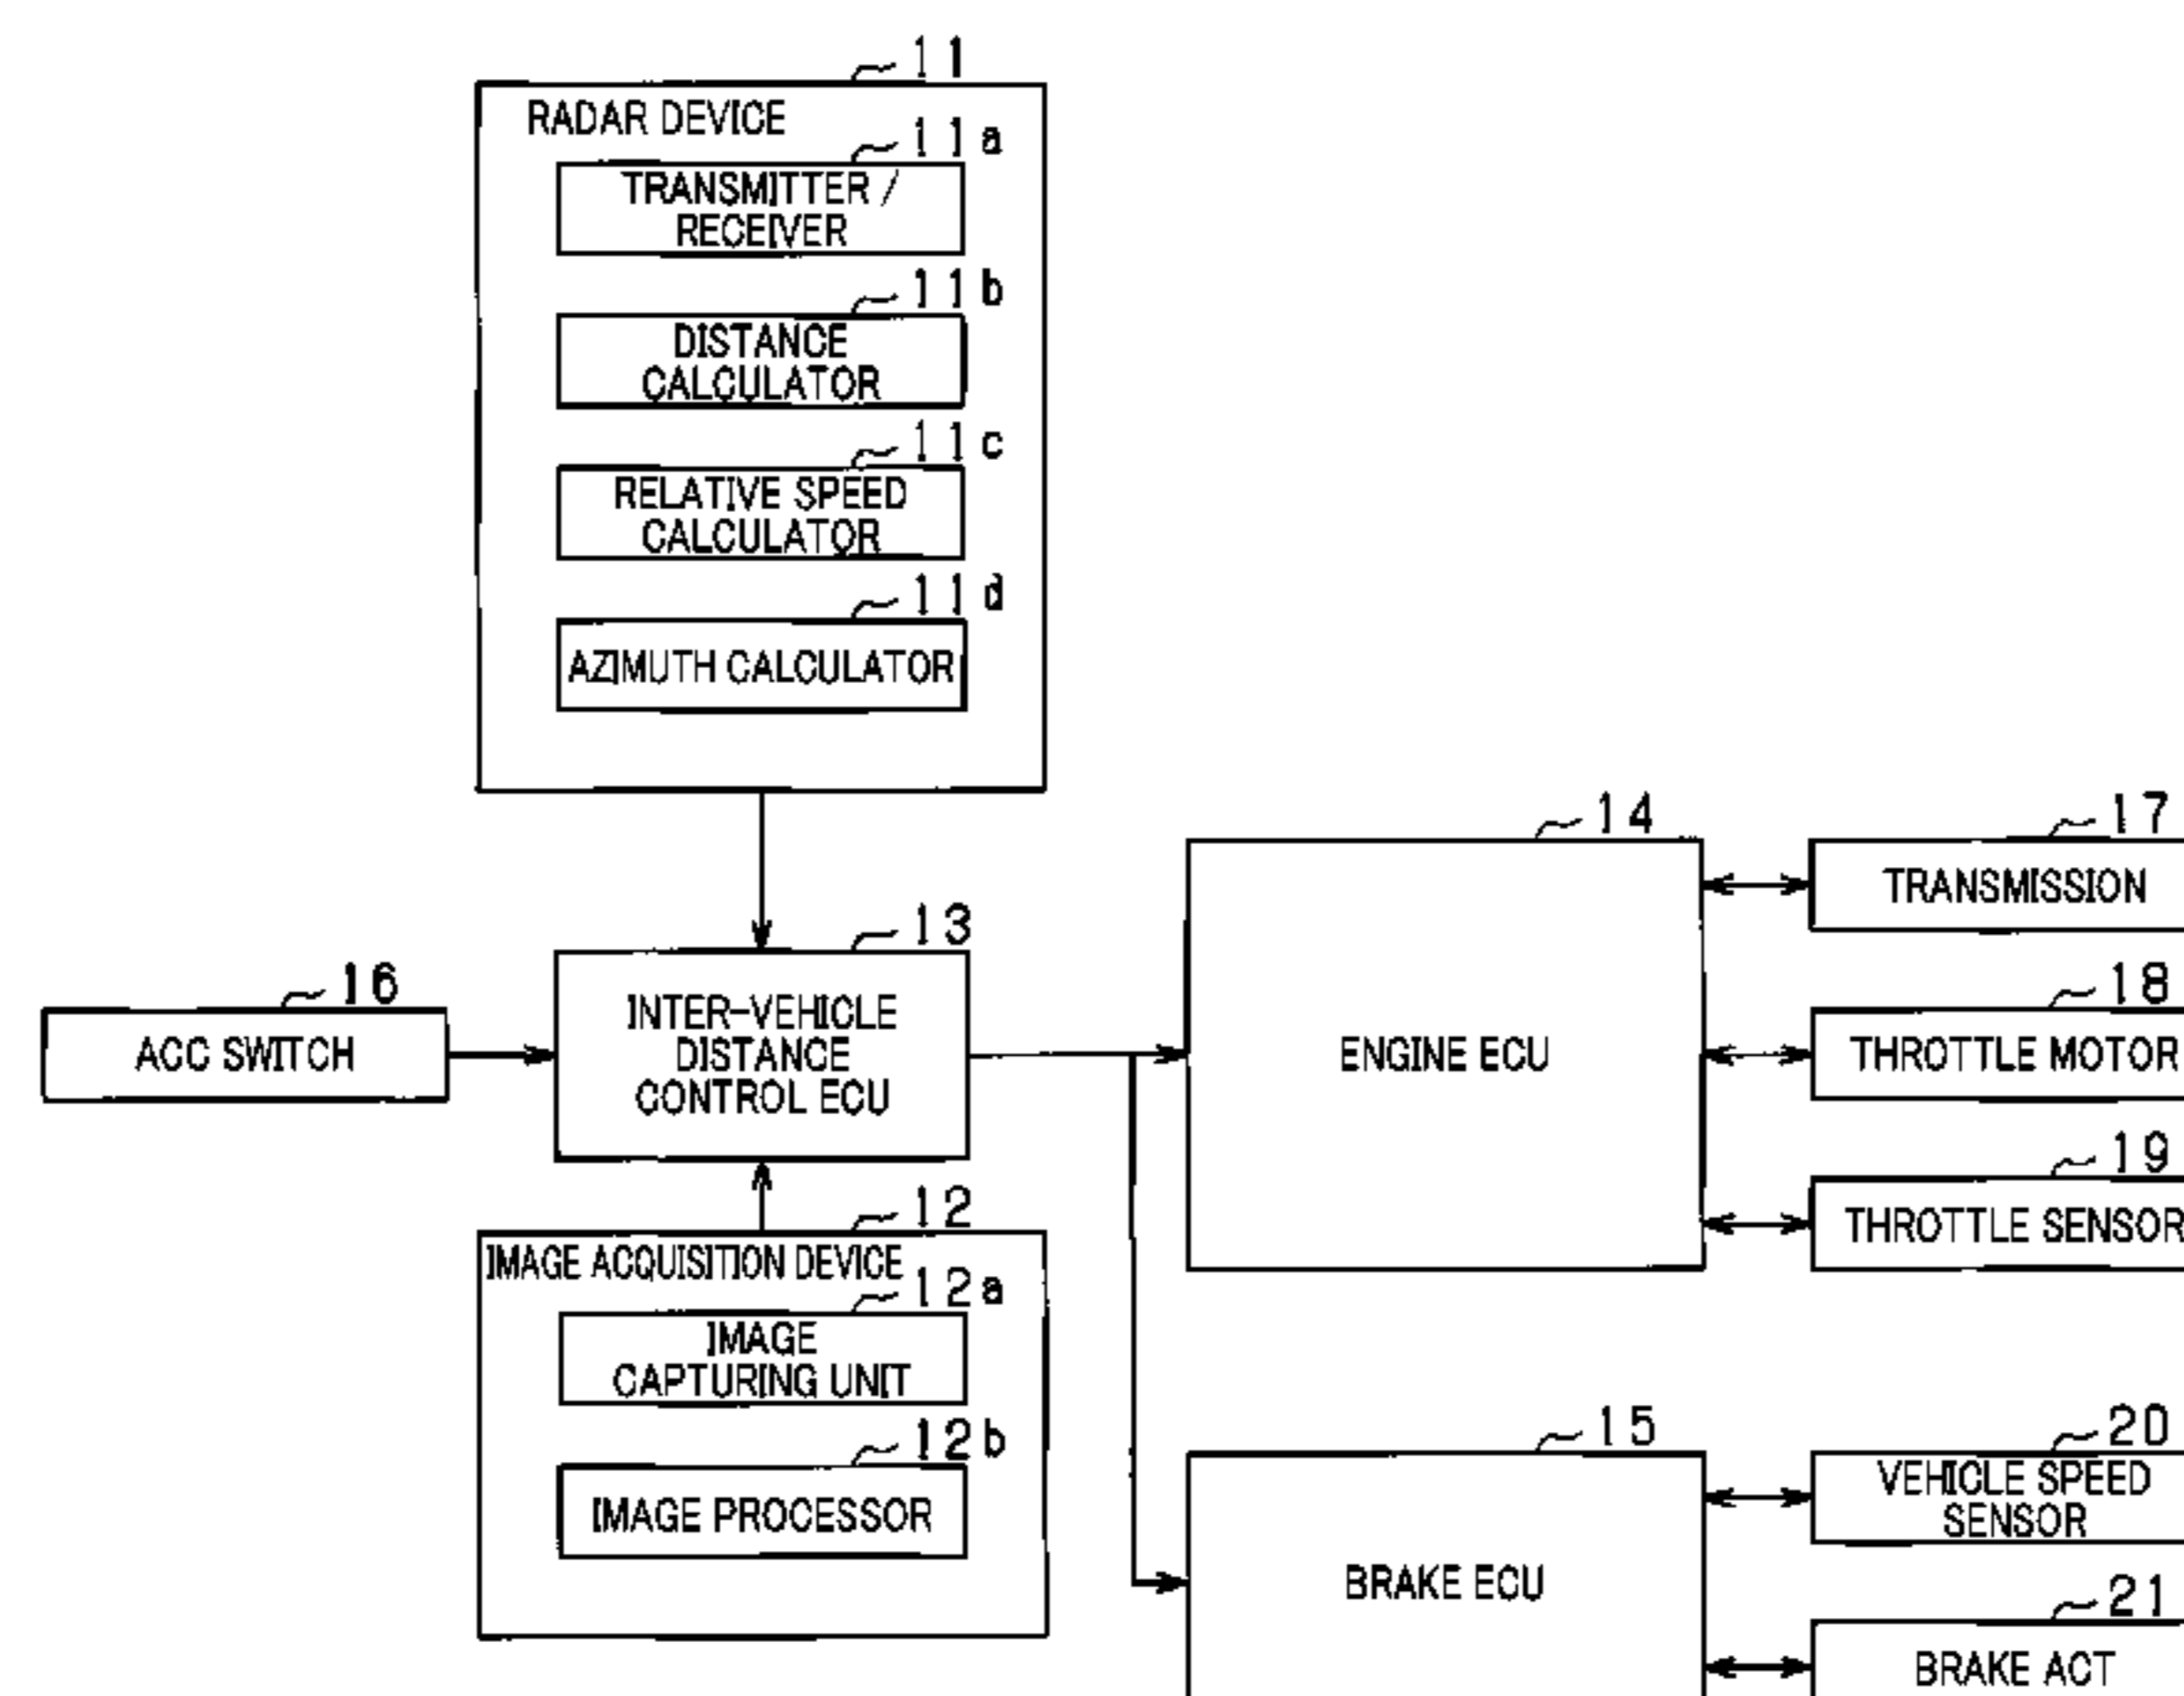 11
RADAR DEVICE
11a
TRANSMITTER /
RECEIVER
11b
DISTANCE
CALCULATOR
11c
RELATIVE SPEED
CALCULATOR
11d
AZIMUTH CALCULATOR
16
ACC SWITCH
13
INTER-VEHICLE
DISTANCE
CONTROL ECU
12
IMAGE ACQUISITION DEVICE
12a
IMAGE
CAPTURING UNIT
12b
IMAGE PROCESSOR
14
ENGINE ECU
17
TRANSMISSION
18
THROTTLE MOTOR
19
THROTTLE SENSOR
15
BRAKE ECU
20
VEHICLE SPEED
SENSOR
21
BRAKE ACT